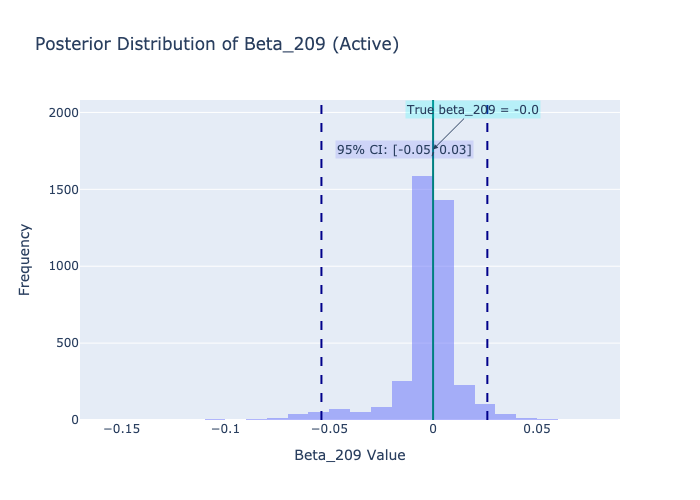 Posterior Distribution of Beta_209 (Active)
True beta_209 = -0.0
95% CI: [-0.05, 0.03]
2000
1500
1000
500
0
Frequency
−0.15
−0.1
−0.05
0
0.05
Beta_209 Value